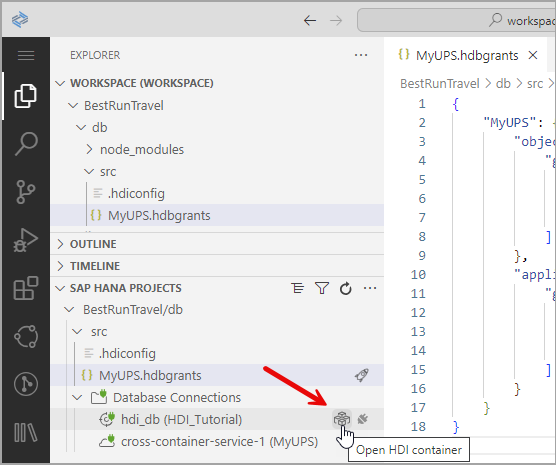 workspac
EXPLORER
WORKSPACE (WORKSPACE)
BestRunTravel
db
node_modules
src
.hdiconfig
{} MyUPS.hdbgrants
OUTLINE
TIMELINE
SAP HANA PROJECTS
BestRunTravel/db
src
.hdiconfig
{} MyUPS.hdbgrants
Database Connections
hdi_db (HDI_Tutorial)
cross-container-service-1 (MyUPS)
Open HDI container
{} MyUPS.hdbgrants
BestRunTravel > db > src
1 {
2 "MyUPS": {
3 "objec
4 "g
5
6
7
8 ]
9 },
10 "appli
11 "g
12
13
14
15 ]
16 }
17 }
18 }